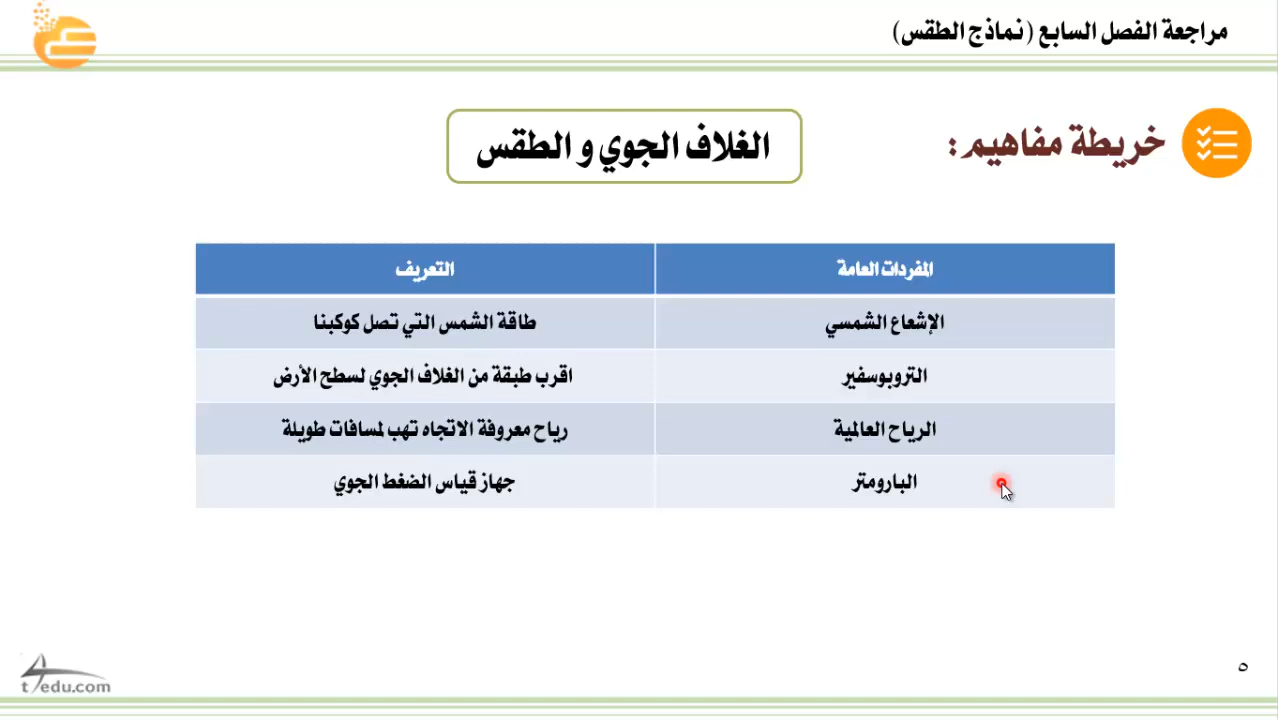 مراجعة الفصل السابع (نماذج الطقس)
خريطة مفاهيم:
الغلاف الجوي و الطقس
المفردات العامة
التعريف
الإشعاع الشمسي
طاقة الشمس التي تصل كوكبنا
التروبوسفير
اقرب طبقة من الغلاف الجوي لسطح الأرض
الرياح العالمية
رياح معروفة الاتجاه تهب لمسافات طويلة
البارومتر
جهاز قياس الضغط الجوي
٥
t4edu.com